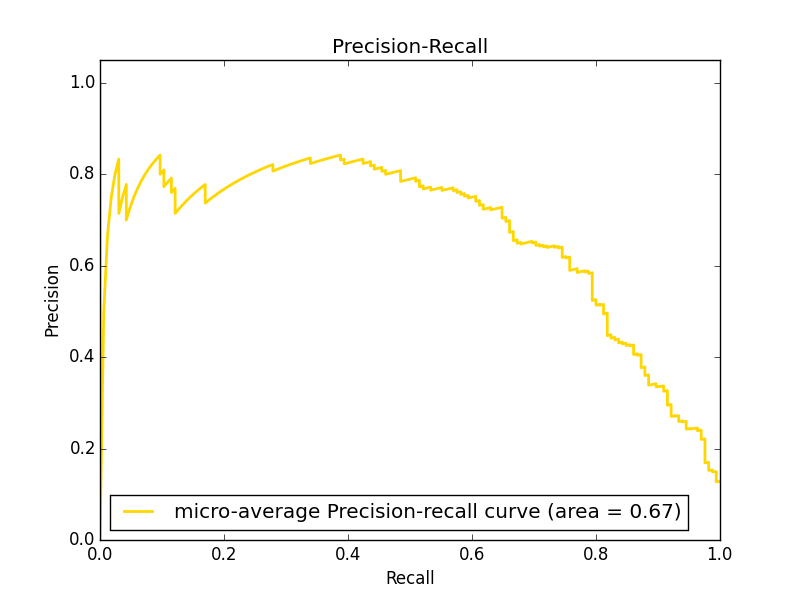 Precision-Recall
1.0
0.8
0.6
0.4
0.2
0.0
Precision
micro-average Precision-recall curve (area = 0.67)
0.0 0.2 0.4 0.6 0.8 1.0
Recall